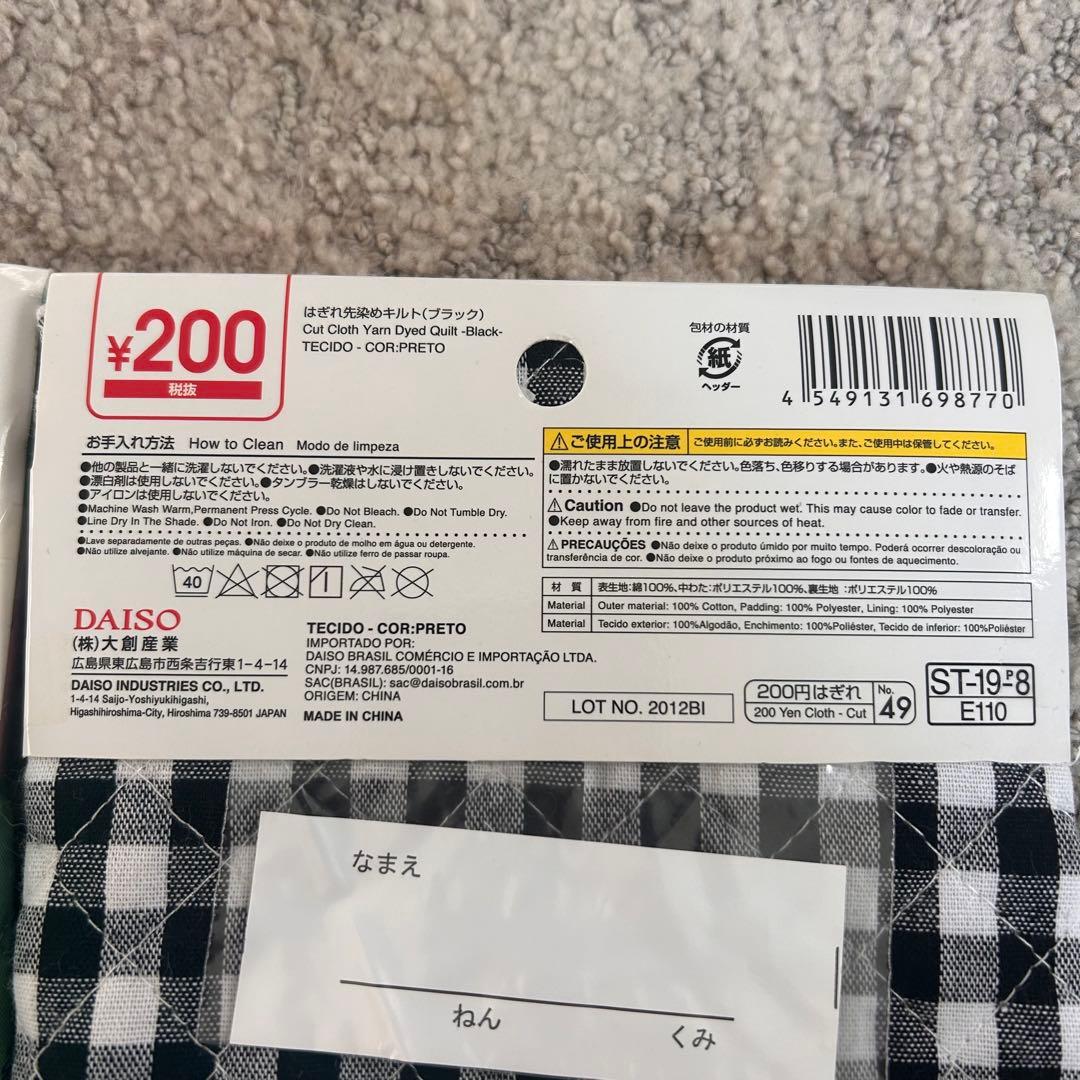 ¥200
税抜
はぎれ先染めキルト(ブラック)
Cut Cloth Yarn Dyed Quilt -Black-
TECIDO - COR:PRETO
包材の材質
紙
ヘッダー
4 549131 698770
お手入れ方法 How to Clean Modo de limpeza
●他の製品と一緒に洗濯しないでください。●洗濯液や水に浸け置きしないでください。
●漂白剤は使用しないでください。●タンブラー乾燥はしないでください。
●アイロンは使用しないでください。
●Machine Wash Warm,Permanent Press Cycle. ●Do Not Bleach. ●Do Not Tumble Dry.
●Line Dry In The Shade. ●Do Not Iron. ●Do Not Dry Clean.
●Lave separadamente de outras peças. ●Não deixe o produto de molho em água ou detergente.
●Não utilize alvejante. ●Não utilize máquina de secar. ●Não utilize ferro de passar roupa.
40
⚠ご使用上の注意 ご使用前に必ずお読みください。また、ご使用中は保管してください。
●濡れたまま放置しないでください。色落ち、色移りする場合があります。●火や熱源のそば
に置かないでください。
⚠Caution ●Do not leave the product wet. This may cause color to fade or transfer.
●Keep away from fire and other sources of heat.
⚠PRECAUÇÕES ●Não deixe o produto úmido por muito tempo. Poderá ocorrer descoloração ou
transferência de cor. ●Não deixe o produto próximo ao fogo ou fontes de aquecimento.
材 質 表生地:綿100%、中わた:ポリエステル100%、裏生地 :ポリエステル100%
Material Outer material: 100% Cotton, Padding: 100% Polyester, Lining: 100% Polyester
Material Tecido exterior: 100%Algodão, Enchimento: 100%Poliéster, Tecido de inferior: 100%Poliéster
DAISO
(株)大創産業
広島県東広島市西条吉行東1-4-14
DAISO INDUSTRIES CO., LTD.
1-4-14 Saijo-Yoshiyukihigashi,
Higashihiroshima-City, Hiroshima 739-8501 JAPAN
TECIDO - COR:PRETO
IMPORTADO POR:
DAISO BRASIL COMÉRCIO E IMPORTAÇÃO LTDA.
CNPJ: 14.987.685/0001-16
SAC(BRASIL): sac@daisobrasil.com.br
ORIGEM: CHINA
MADE IN CHINA
LOT NO. 2012BI
200円はぎれ
200 Yen Cloth - Cut
No.
49
ST-19-P8
E110
なまえ
ねん くみ